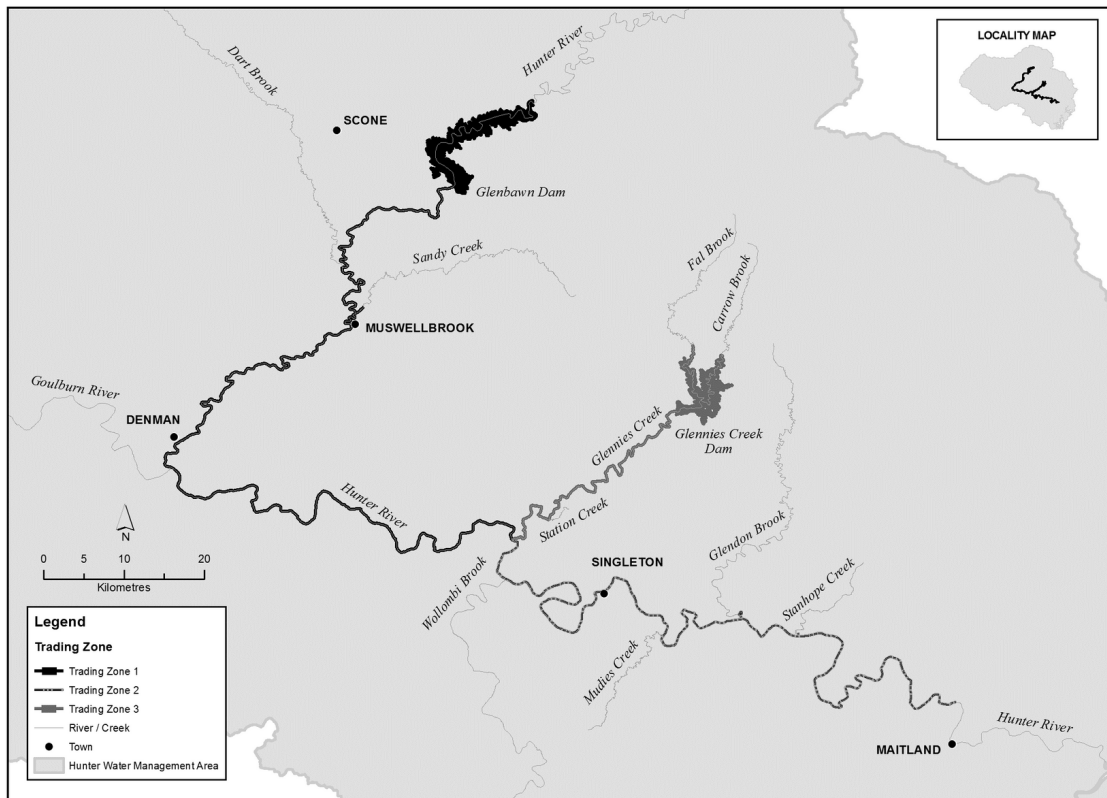 LOCALITY MAP
Hunter River
Dart Brook
SCONE
Glenbawn Dam
Fal Brook
Sandy Creek
Carrow Brook
MUSWELLBROOK
Goulburn River
DENMAN
Glennies Creek
Glennies Creek
Dam
Hunter River
Station Creek
N
Glendon Brook
SINGLETON
0 5 10 20
Kilometres
Wollombi Brook
Stanhope Creek
Mudies Creek
Hunter River
MAITLAND
Legend
Trading Zone
Trading Zone 1
Trading Zone 2
Trading Zone 3
River / Creek
Town
Hunter Water Management Area